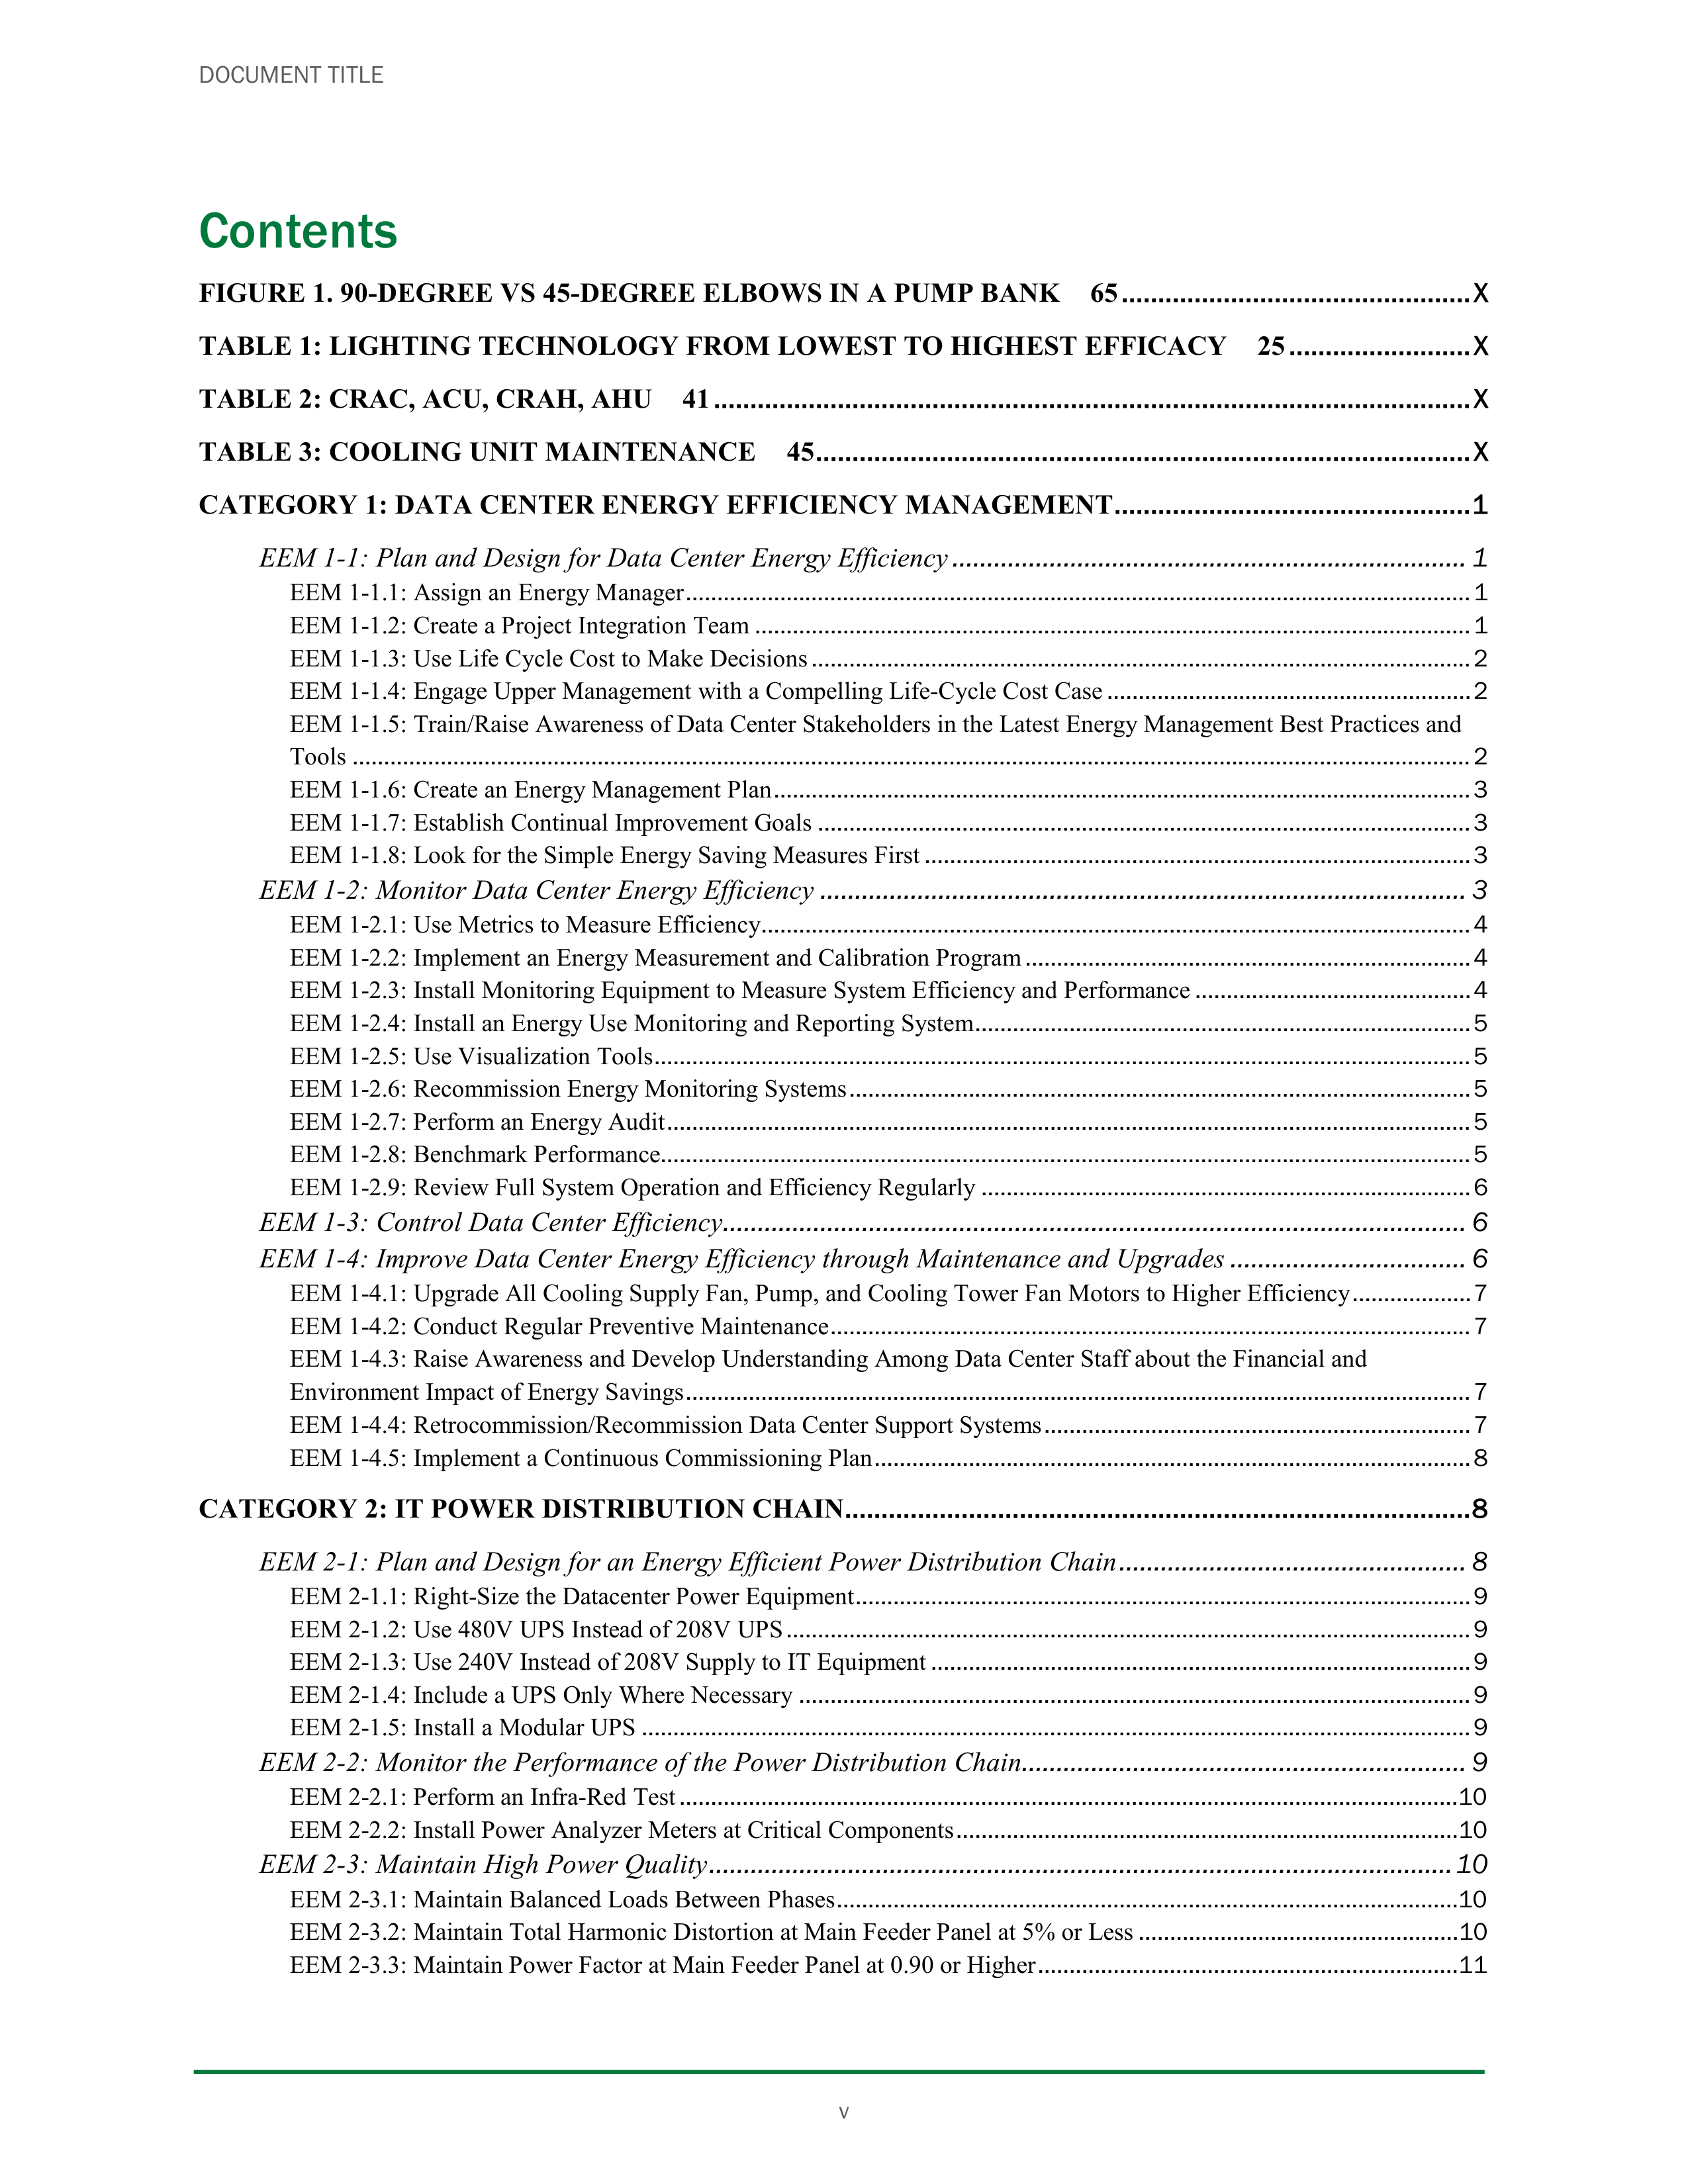 DOCUMENT TITLE
Contents
FIGURE 1. 90-DEGREE VS 45-DEGREE ELBOWS IN A PUMP BANK 65 ................................................ X
TABLE 1: LIGHTING TECHNOLOGY FROM LOWEST TO HIGHEST EFFICACY 25 ......................... X
TABLE 2: CRAC, ACU, CRAH, AHU 41 ........................................................................................................ X
TABLE 3: COOLING UNIT MAINTENANCE 45.......................................................................................... X
CATEGORY 1: DATA CENTER ENERGY EFFICIENCY MANAGEMENT................................................. 1
EEM 1-1: Plan and Design for Data Center Energy Efficiency .......................................................................... 1
EEM 1-1.1: Assign an Energy Manager............................................................................................................................. 1
EEM 1-1.2: Create a Project Integration Team .................................................................................................................. 1
EEM 1-1.3: Use Life Cycle Cost to Make Decisions ......................................................................................................... 2
EEM 1-1.4: Engage Upper Management with a Compelling Life-Cycle Cost Case .......................................................... 2
EEM 1-1.5: Train/Raise Awareness of Data Center Stakeholders in the Latest Energy Management Best Practices and
Tools .................................................................................................................................................................................. 2
EEM 1-1.6: Create an Energy Management Plan............................................................................................................... 3
EEM 1-1.7: Establish Continual Improvement Goals ........................................................................................................ 3
EEM 1-1.8: Look for the Simple Energy Saving Measures First ....................................................................................... 3
EEM 1-2: Monitor Data Center Energy Efficiency ............................................................................................. 3
EEM 1-2.1: Use Metrics to Measure Efficiency................................................................................................................. 4
EEM 1-2.2: Implement an Energy Measurement and Calibration Program ....................................................................... 4
EEM 1-2.3: Install Monitoring Equipment to Measure System Efficiency and Performance ............................................ 4
EEM 1-2.4: Install an Energy Use Monitoring and Reporting System............................................................................... 5
EEM 1-2.5: Use Visualization Tools.................................................................................................................................. 5
EEM 1-2.6: Recommission Energy Monitoring Systems................................................................................................... 5
EEM 1-2.7: Perform an Energy Audit................................................................................................................................ 5
EEM 1-2.8: Benchmark Performance................................................................................................................................. 5
EEM 1-2.9: Review Full System Operation and Efficiency Regularly .............................................................................. 6
EEM 1-3: Control Data Center Efficiency........................................................................................................... 6
EEM 1-4: Improve Data Center Energy Efficiency through Maintenance and Upgrades .................................. 6
EEM 1-4.1: Upgrade All Cooling Supply Fan, Pump, and Cooling Tower Fan Motors to Higher Efficiency................... 7
EEM 1-4.2: Conduct Regular Preventive Maintenance...................................................................................................... 7
EEM 1-4.3: Raise Awareness and Develop Understanding Among Data Center Staff about the Financial and
Environment Impact of Energy Savings............................................................................................................................. 7
EEM 1-4.4: Retrocommission/Recommission Data Center Support Systems.................................................................... 7
EEM 1-4.5: Implement a Continuous Commissioning Plan............................................................................................... 8
CATEGORY 2: IT POWER DISTRIBUTION CHAIN...................................................................................... 8
EEM 2-1: Plan and Design for an Energy Efficient Power Distribution Chain.................................................. 8
EEM 2-1.1: Right-Size the Datacenter Power Equipment.................................................................................................. 9
EEM 2-1.2: Use 480V UPS Instead of 208V UPS ............................................................................................................. 9
EEM 2-1.3: Use 240V Instead of 208V Supply to IT Equipment ...................................................................................... 9
EEM 2-1.4: Include a UPS Only Where Necessary ........................................................................................................... 9
EEM 2-1.5: Install a Modular UPS .................................................................................................................................... 9
EEM 2-2: Monitor the Performance of the Power Distribution Chain................................................................ 9
EEM 2-2.1: Perform an Infra-Red Test ............................................................................................................................ 10
EEM 2-2.2: Install Power Analyzer Meters at Critical Components................................................................................ 10
EEM 2-3: Maintain High Power Quality........................................................................................................... 10
EEM 2-3.1: Maintain Balanced Loads Between Phases................................................................................................... 10
EEM 2-3.2: Maintain Total Harmonic Distortion at Main Feeder Panel at 5% or Less ................................................... 10
EEM 2-3.3: Maintain Power Factor at Main Feeder Panel at 0.90 or Higher................................................................... 11
v